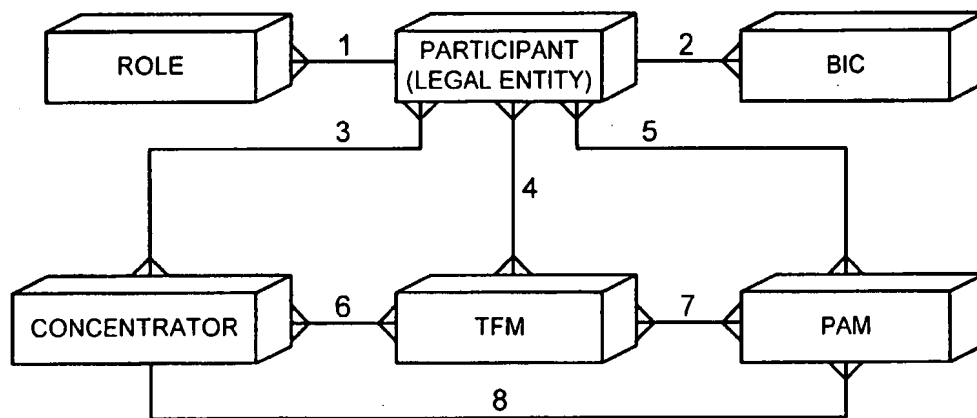 ROLE
1
PARTICIPANT
(LEGAL ENTITY)
2
BIC
3
4
5
CONCENTRATOR
6
TFM
7
PAM
8